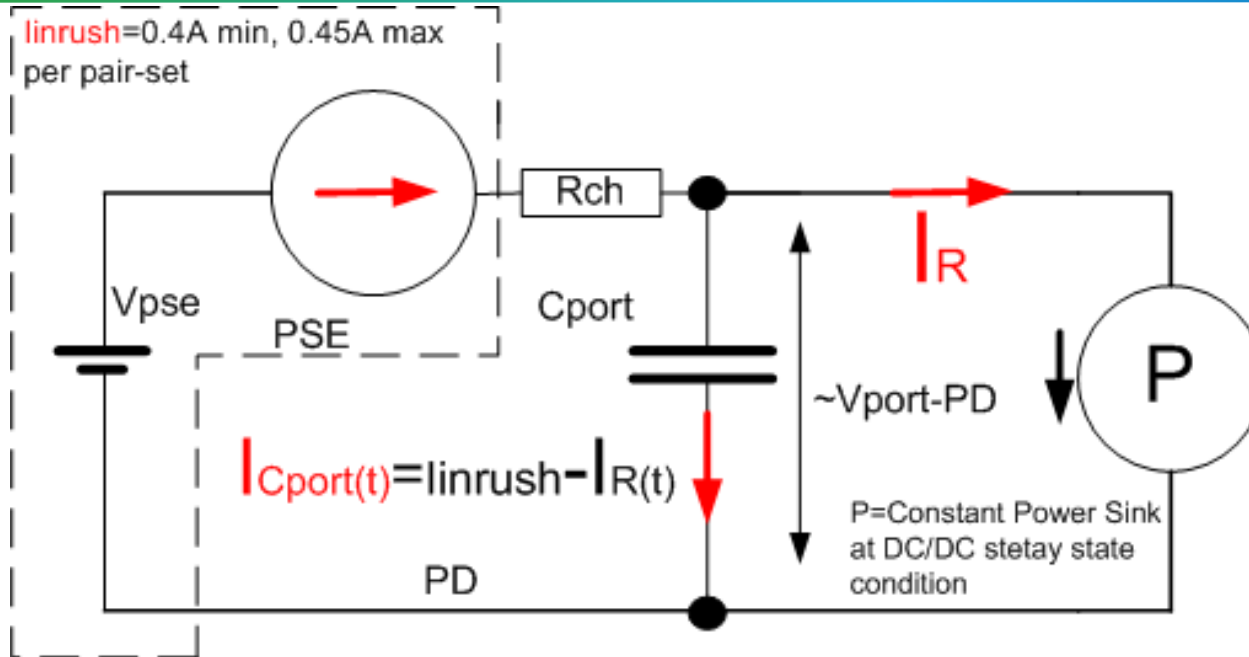 Iinrush=0.4A min, 0.45A max
per pair-set
Rch
IR
Vpse
PSE
Cport
P
~Vport-PD
ICport(t)=Iinrush-IR(t)
P=Constant Power Sink
at DC/DC stetay state
condition
PD